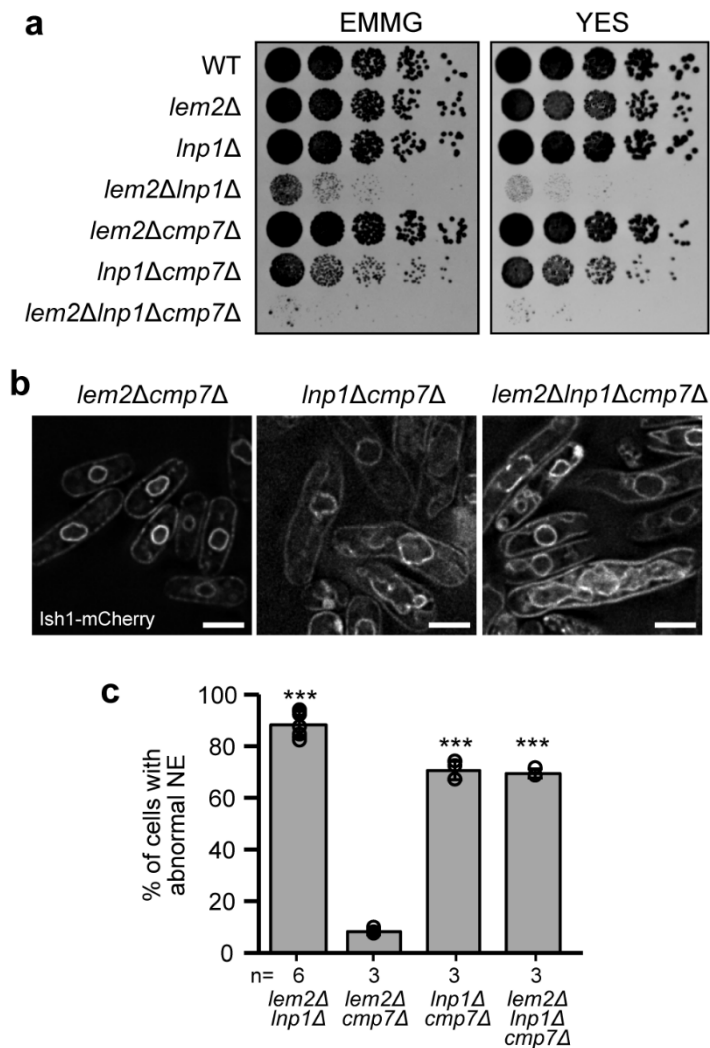 a
EMMG YES
WT
lem2Δ
lnp1Δ
lem2Δlnp1Δ
lem2Δcmp7Δ
lnp1Δcmp7Δ
lem2Δlnp1Δcmp7Δ
b
lem2Δcmp7Δ lnp1Δcmp7Δ lem2Δlnp1Δcmp7Δ
Ish1-mCherry
c
% of cells with
abnormal NE
100
80
60
40
20
0
*** *** ***
n= 6 3 3 3
lem2Δ lem2Δ lnp1Δ lem2Δ
lnp1Δ cmp7Δ cmp7Δ lnp1Δ
cmp7Δ